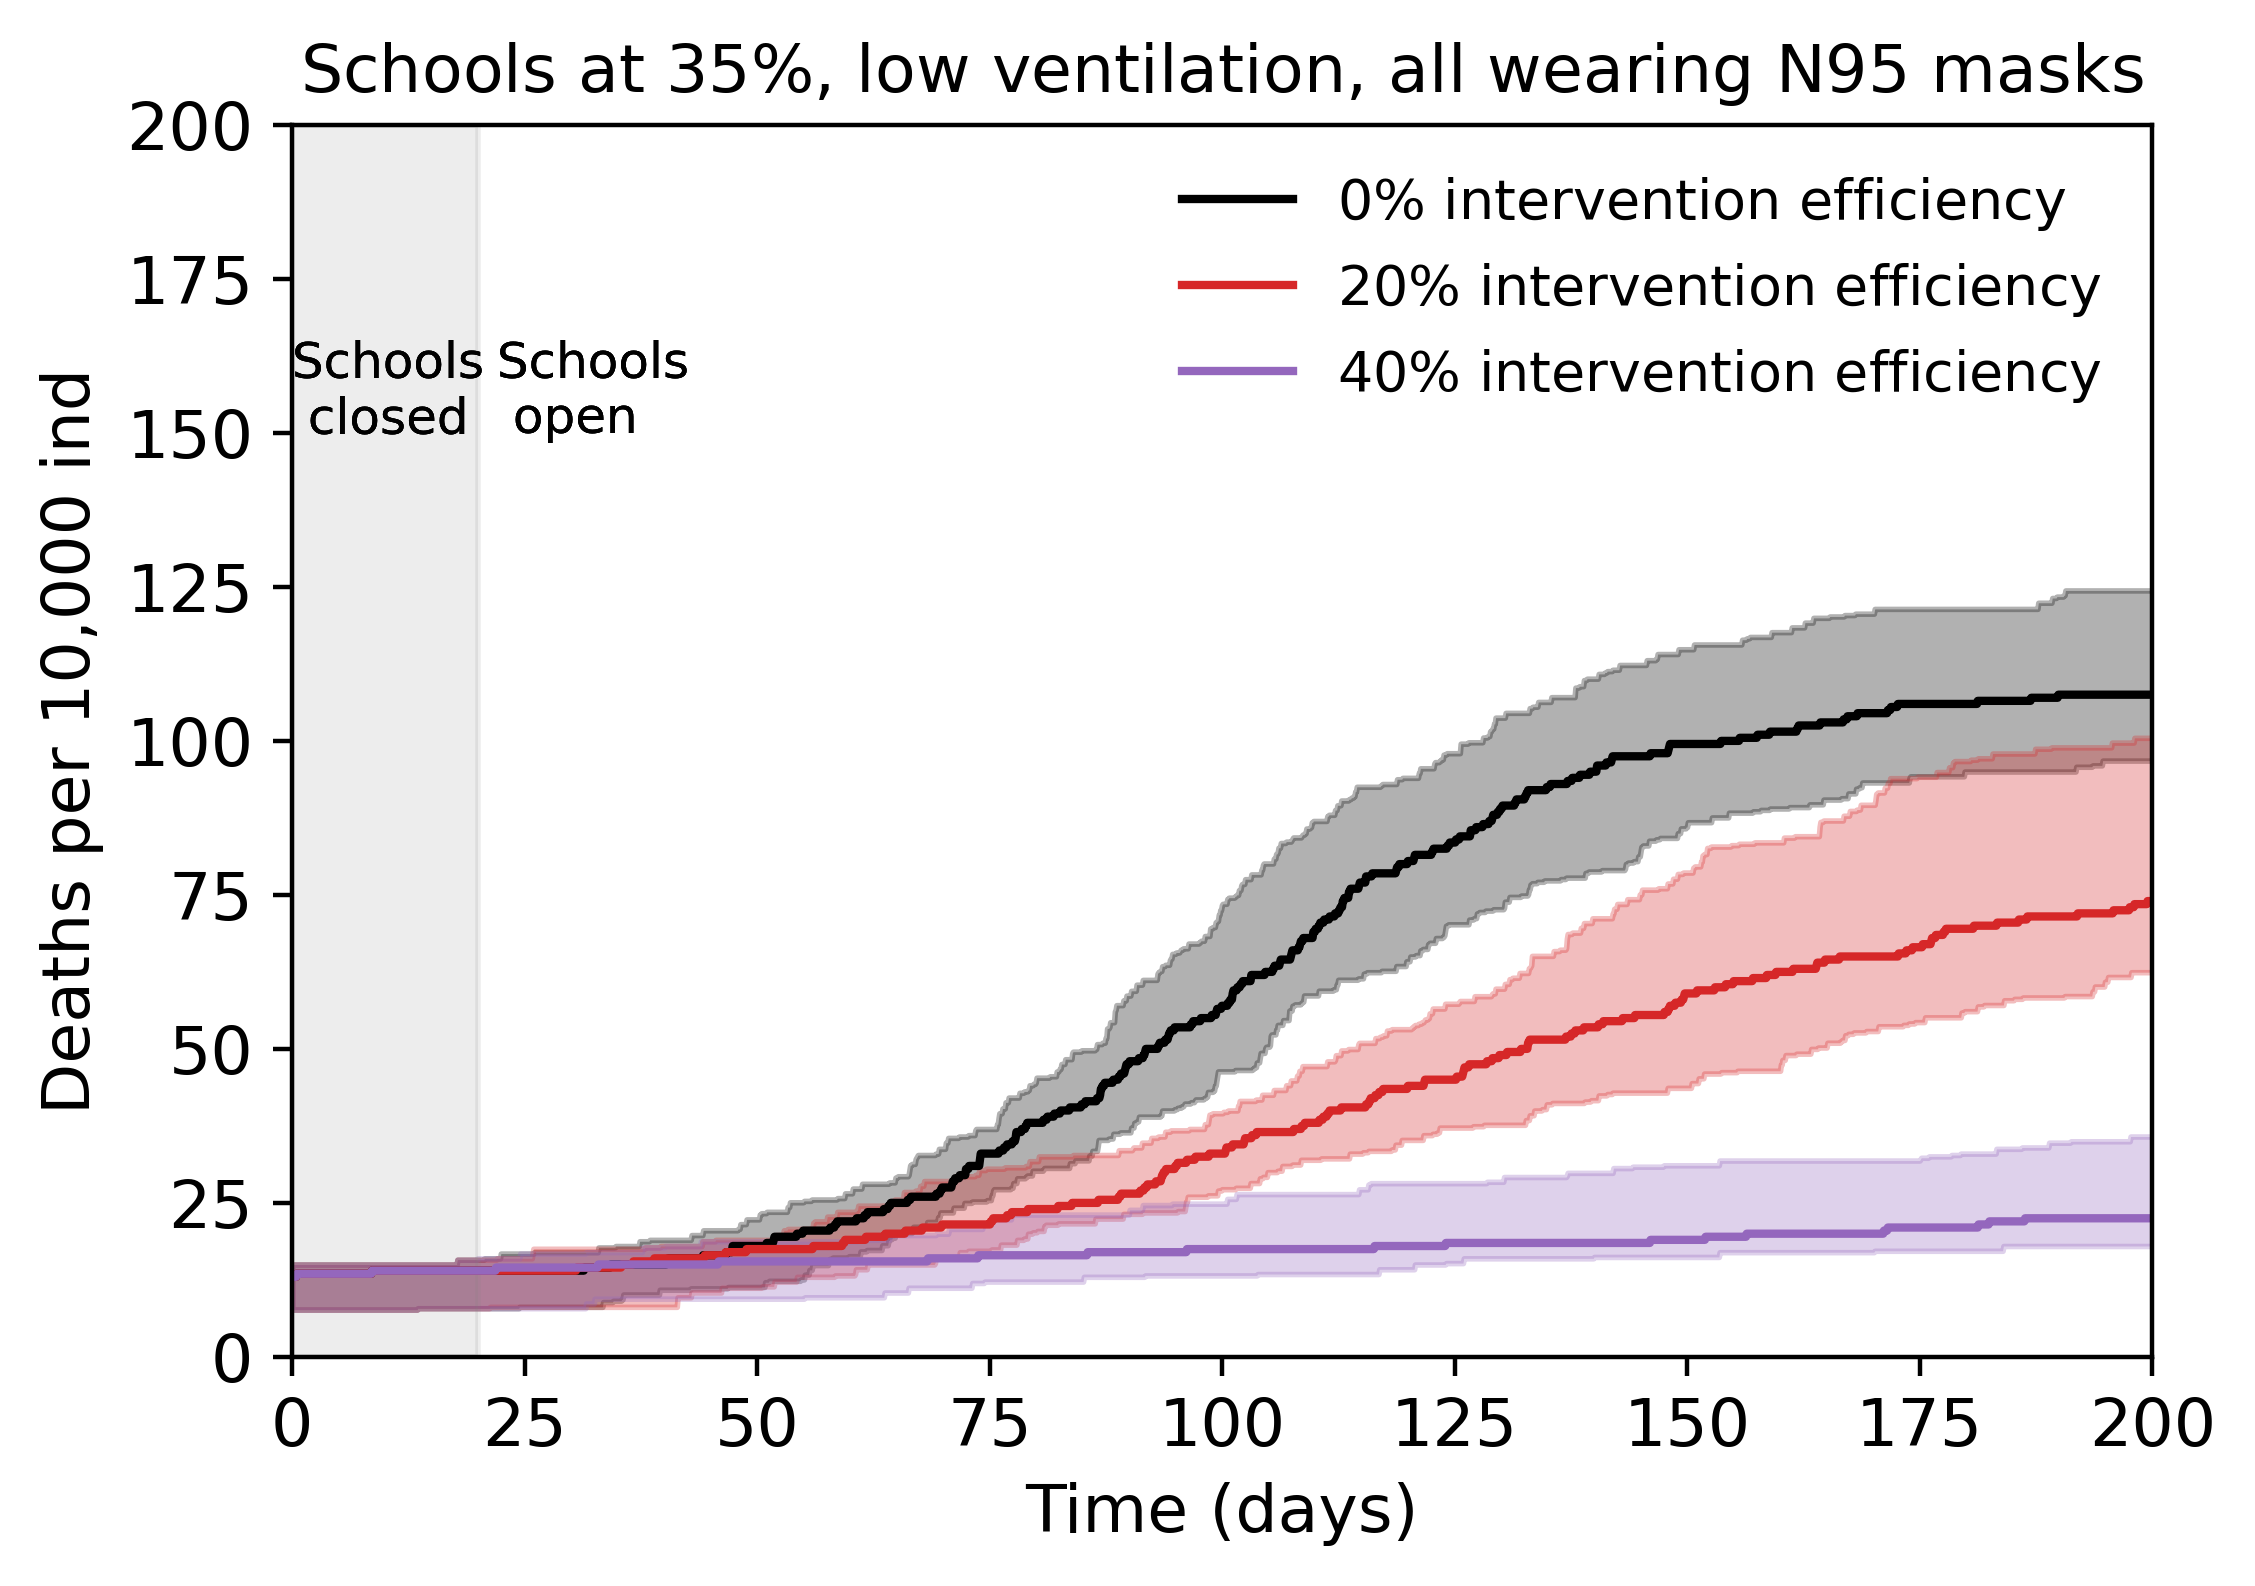 Schools at 35%, low ventilation, all wearing N95 masks
200
175
150
125
100
75
50
25
0
Deaths per 10,000 ind
Schools
closed
Schools
open
0% intervention efficiency
20% intervention efficiency
40% intervention efficiency
0 25 50 75 100 125 150 175 200
Time (days)